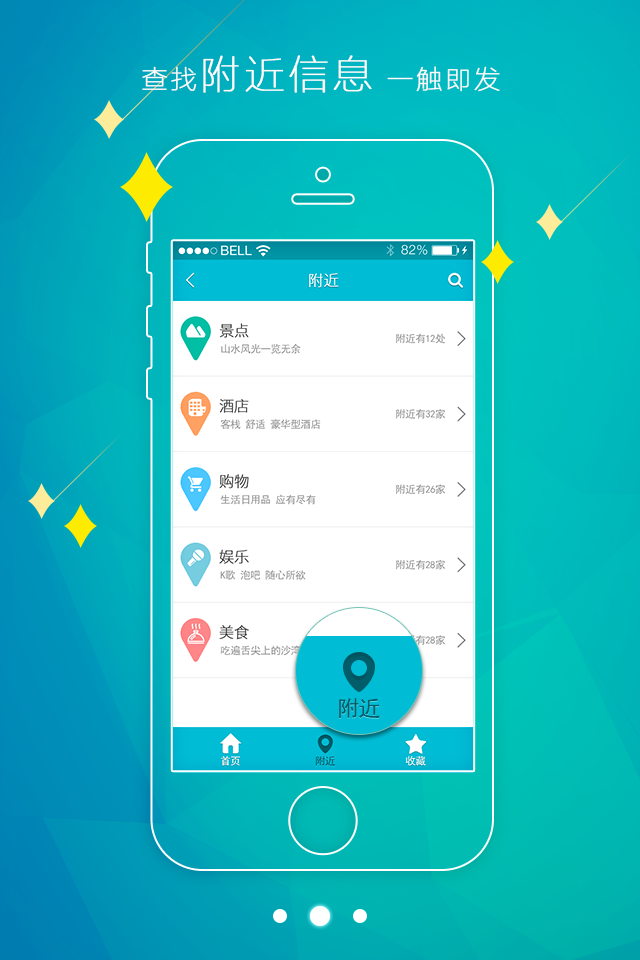 查找附近信息 一触即发
BELL 82%
附近
景点
山水风光一览无余
附近有12处
酒店
客栈 舒适 豪华型酒店
附近有32家
购物
生活日用品 应有尽有
附近有26家
娱乐
K歌 泡吧 随心所欲
附近有28家
美食
吃遍舌尖上的沙湾
有28家
附近
首页 附近 收藏